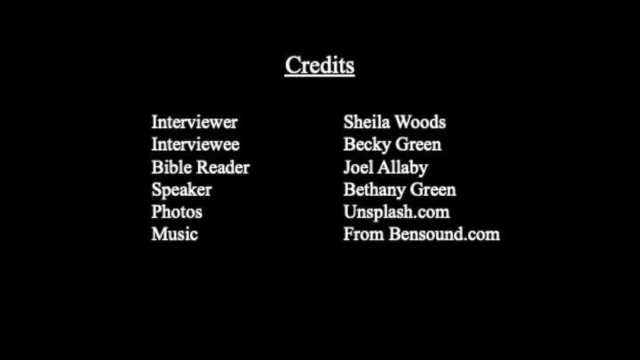 Credits
Interviewer Sheila Woods
Interviewee Becky Green
Bible Reader Joel Allaby
Speaker Bethany Green
Photos Unsplash.com
Music From Bensound.com